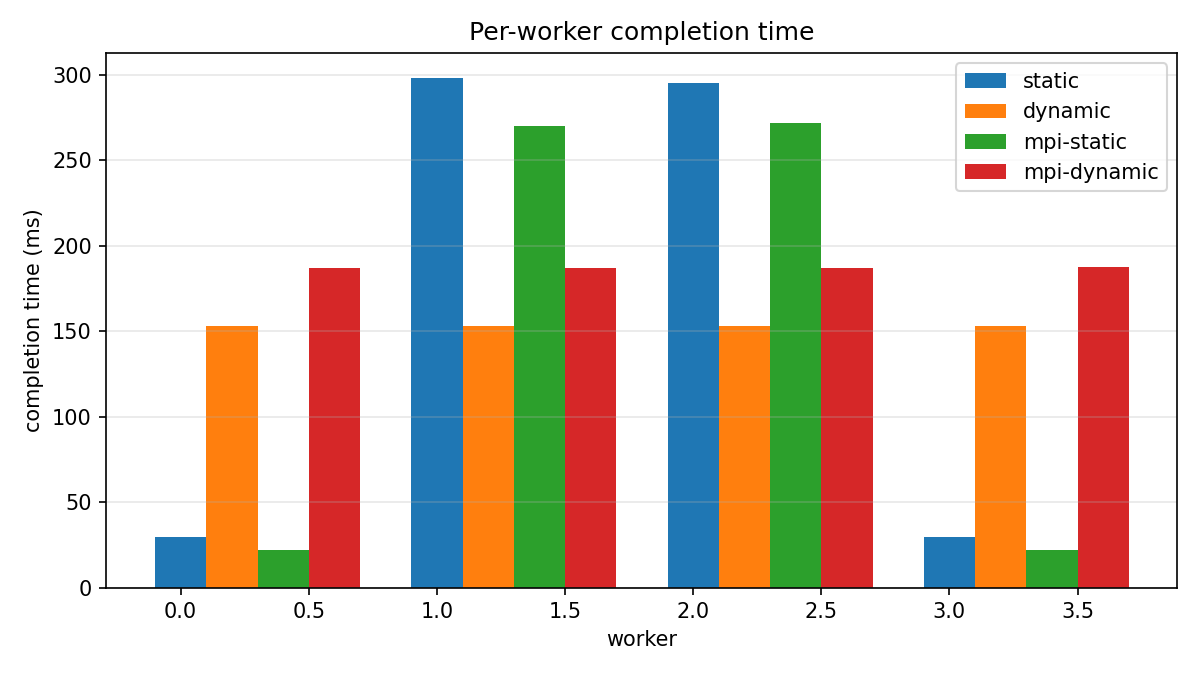 Per-worker completion time
300
250
200
150
100
50
0
completion time (ms)
static
dynamic
mpi-static
mpi-dynamic
0.0 0.5 1.0 1.5 2.0 2.5 3.0 3.5
worker